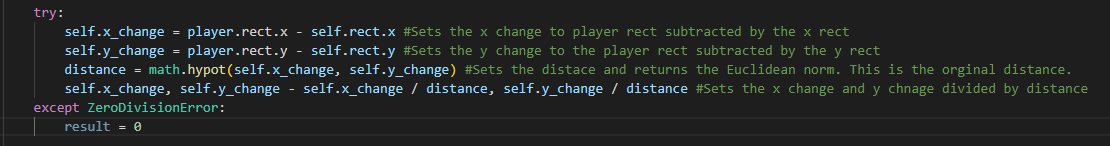 try:
self.x_change = player.rect.x - self.rect.x #Sets the x change to player rect subtracted by the x rect
self.y_change = player.rect.y - self.rect.y #Sets the y change to the player rect subtracted by the y rect
distance = math.hypot(self.x_change, self.y_change) #Sets the distace and returns the Euclidean norm. This is the orginal distance.
self.x_change, self.y_change - self.x_change / distance, self.y_change / distance #Sets the x change and y chnage divided by distance
except ZeroDivisionError:
result = 0